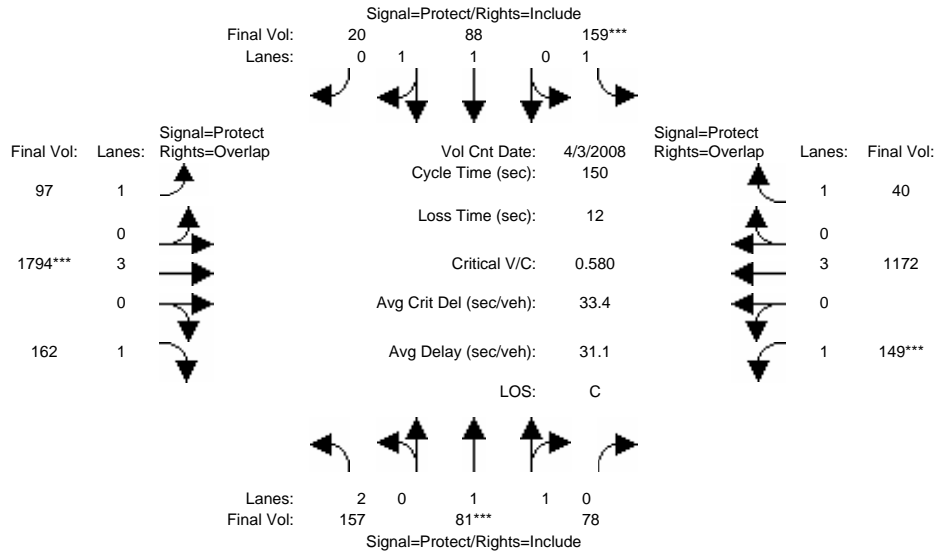 Signal=Protect/Rights=Include
Final Vol: 20 88 159***
Lanes: 0 1 1 0 1
Signal=Protect Signal=Protect
Final Vol: Lanes: Rights=Overlap Vol Cnt Date: 4/3/2008 Rights=Overlap Lanes: Final Vol:
Cycle Time (sec): 150
97 1 1 40
Loss Time (sec): 12
0 0
1794*** 3 Critical V/C: 0.580 3 1172
0 Avg Crit Del (sec/veh): 33.4 0
162 1 Avg Delay (sec/veh): 31.1 1 149***
LOS: C
Lanes: 2 0 1 1 0
Final Vol: 157 81*** 78
Signal=Protect/Rights=Include